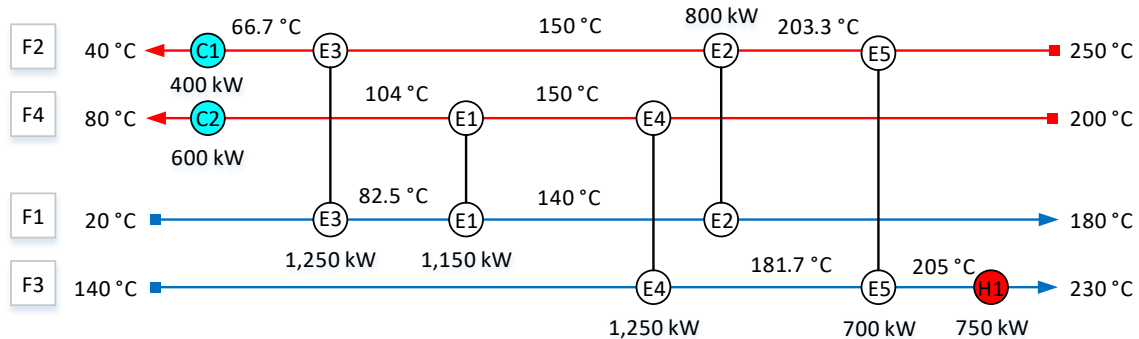 800 kW
66.7 °C 150 °C 203.3 °C
F2 40 °C C1 E3 E2 E5 250 °C
400 kW 104 °C 150 °C
F4 80 °C C2 E1 E4 200 °C
600 kW
82.5 °C 140 °C
F1 20 °C E3 E1 E2 180 °C
1,250 kW 1,150 kW 181.7 °C 205 °C
F3 140 °C E4 E5 H1 230 °C
1,250 kW 700 kW 750 kW